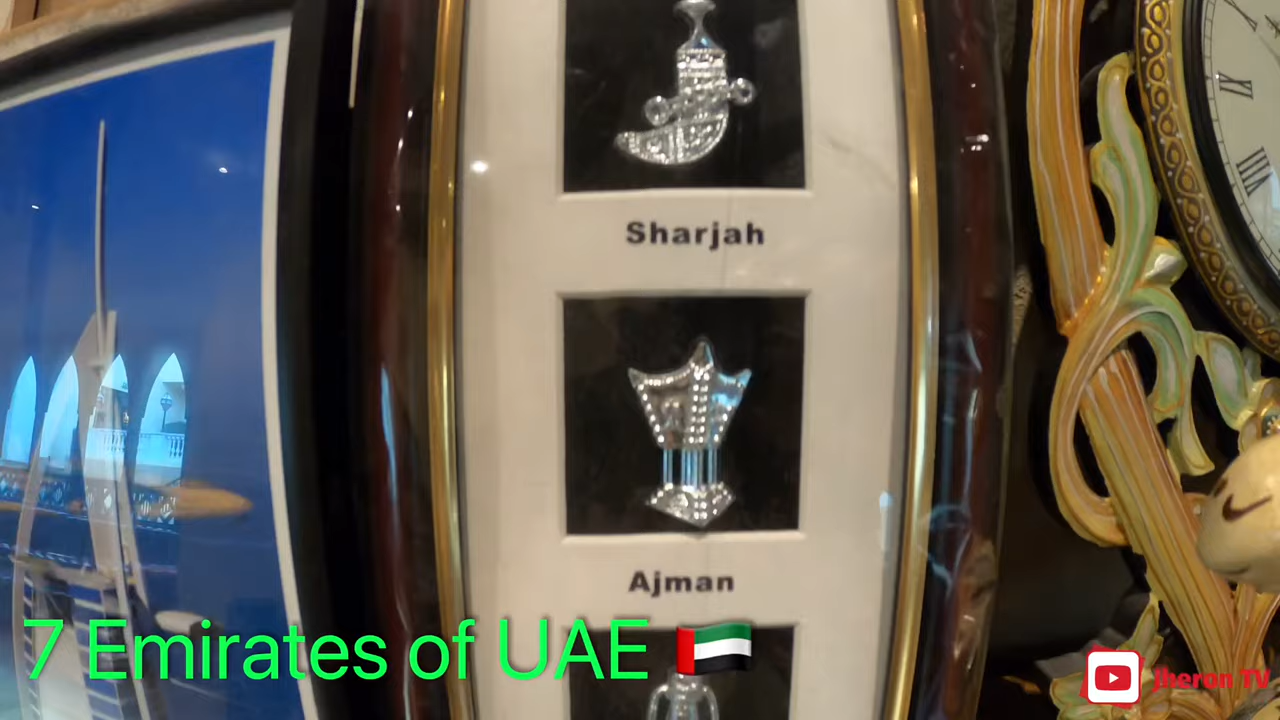 Sharjah
Ajman
7 Emirates of UAE 🇦🇪
Jheron TV